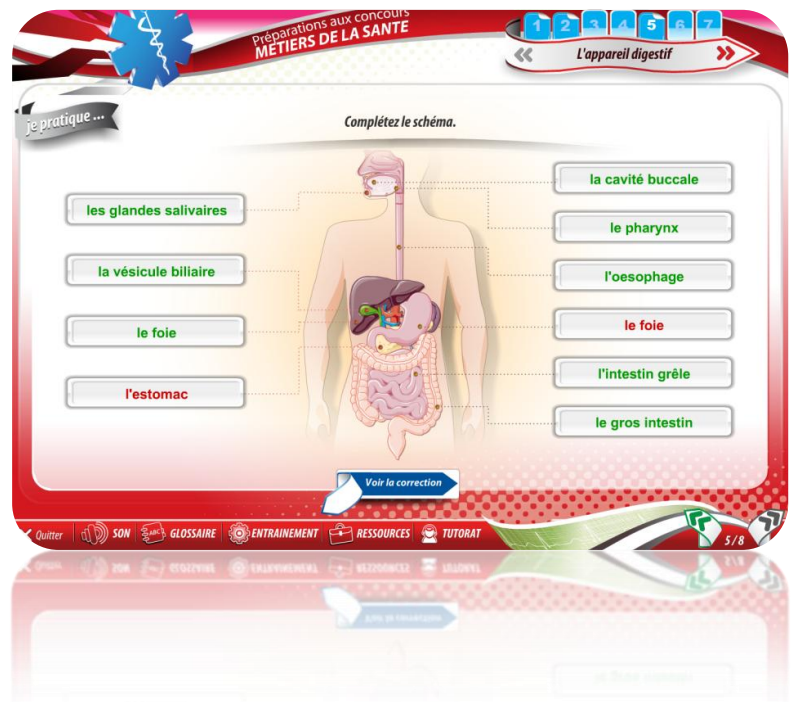 Préparations aux concours
MÉTIERS DE LA SANTE
1 2 3 4 5 6 7
L'appareil digestif
je pratique ...
Complétez le schéma.
les glandes salivaires
la vésicule biliaire
le foie
l'estomac
la cavité buccale
le pharynx
l'oesophage
le foie
l'intestin grêle
le gros intestin
Voir la correction
Quitter
SON
ABC
GLOSSAIRE
ENTRAINEMENT
RESSOURCES
TUTORAT
5/8